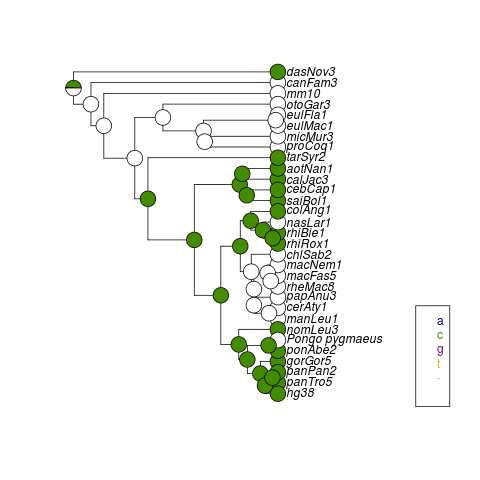 dasNov3
canFam3
mm10
otoGar3
eulFla1
eulMac1
micMur3
proCoq1
tarSyr2
aotNan1
calJac3
cebCap1
saiBol1
colAng1
nasLar1
rhiBie1
rhiRox1
chlSab2
macNem1
macFas5
rheMac8
papAnu3
cerAty1
manLeu1
nomLeu3
Pongo pygmaeus
ponAbe2
gorGor5
panPan2
panTro5
hg38
a
c
g
t
-